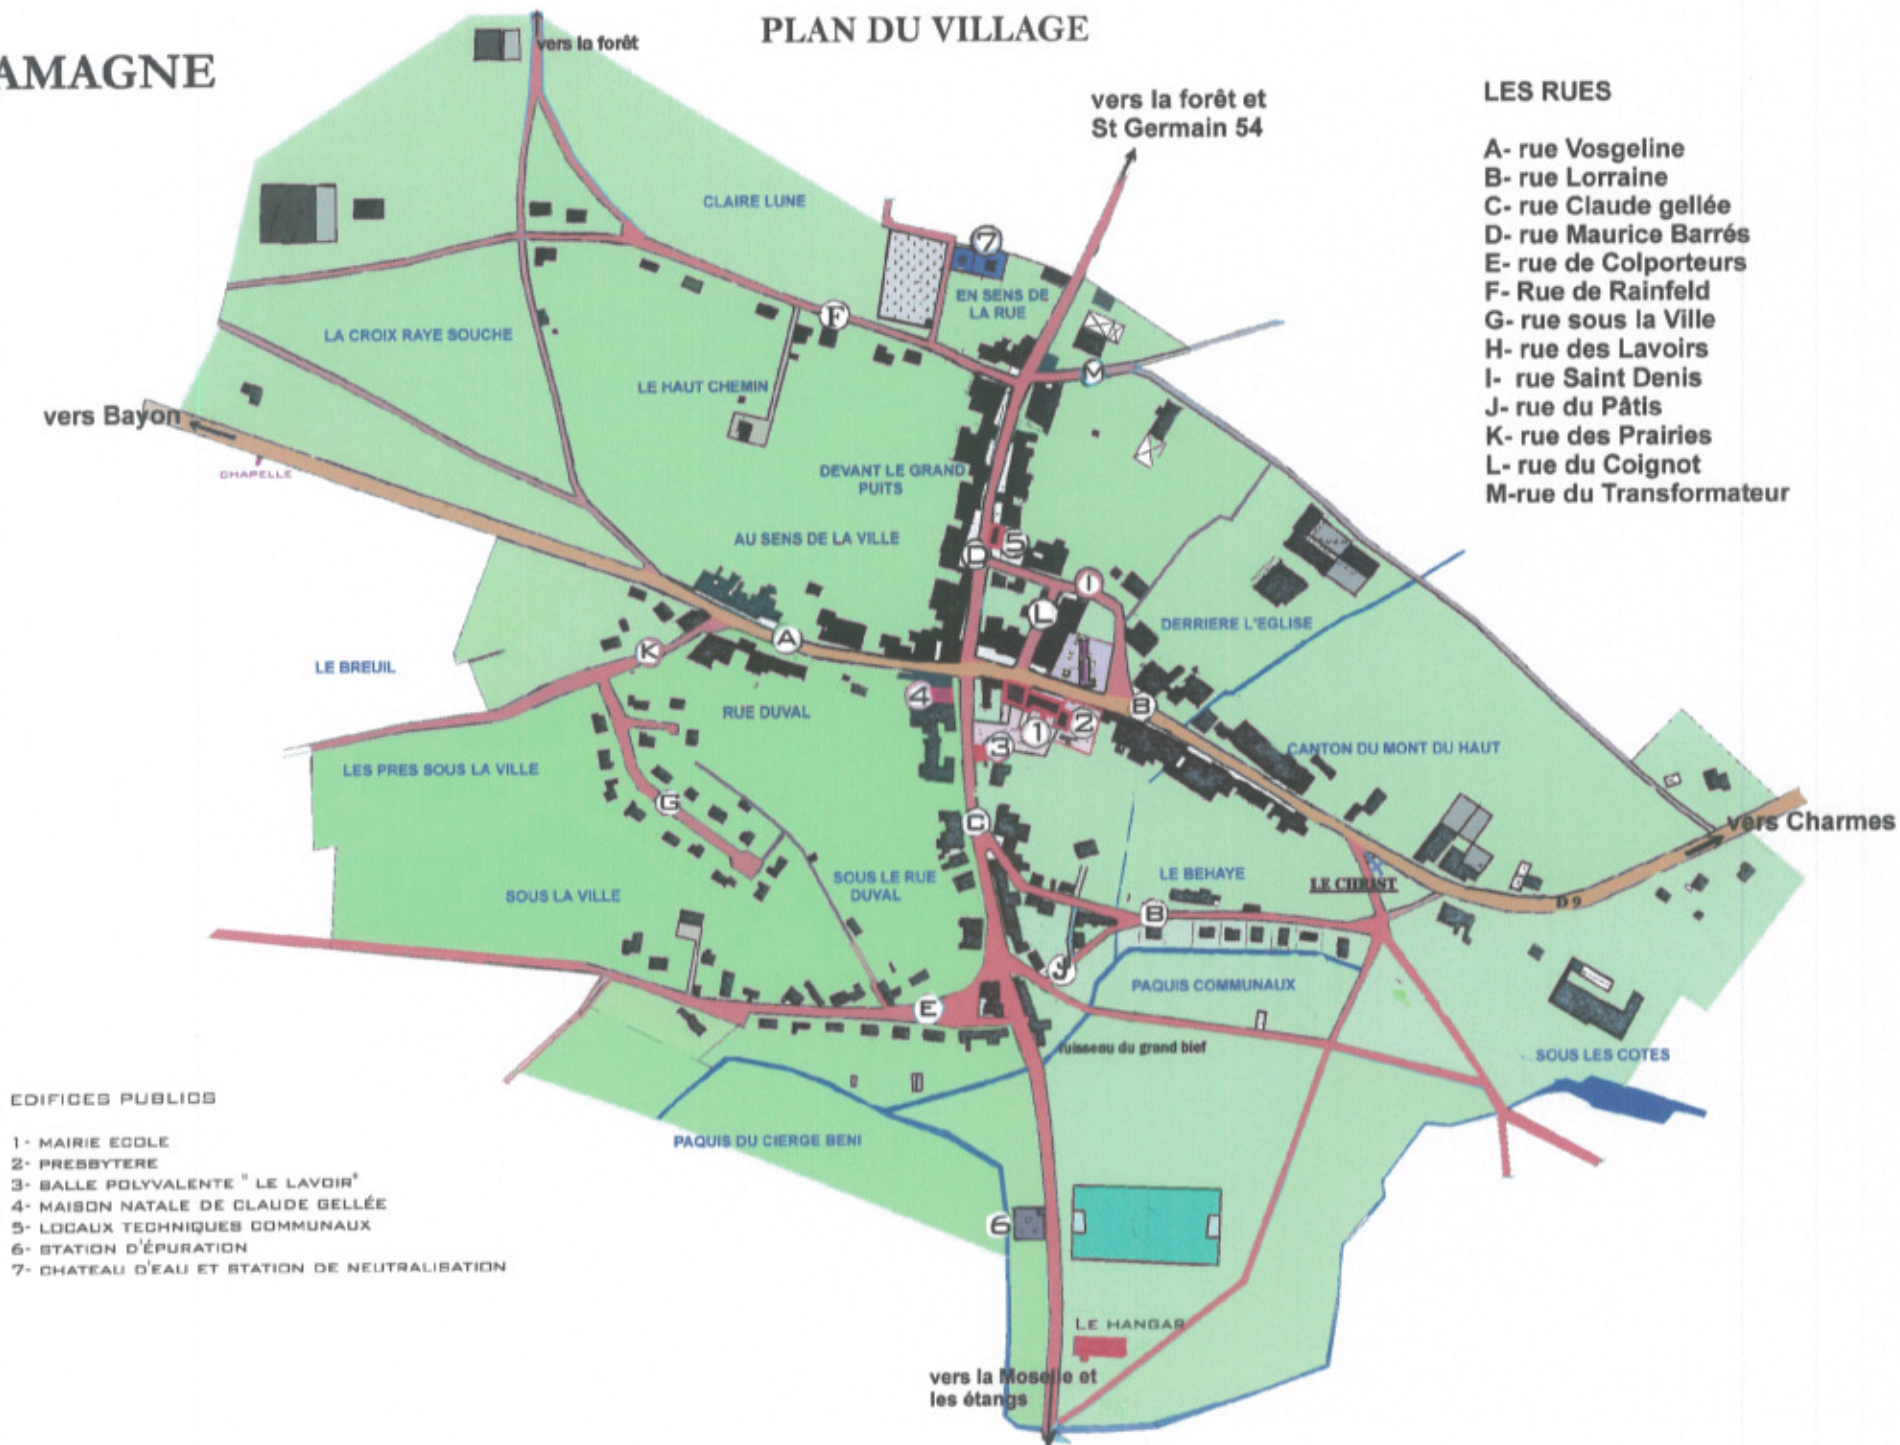 AMAGNE
PLAN DU VILLAGE
vers la forêt
vers la forêt et
St Germain 54
LES RUES
A- rue Vosgeline
B- rue Lorraine
C- rue Claude gellée
D- rue Maurice Barrés
E- rue de Colporteurs
F- Rue de Rainfeld
G- rue sous la Ville
H- rue des Lavoirs
I- rue Saint Denis
J- rue du Pâtis
K- rue des Prairies
L- rue du Coignot
M-rue du Transformateur
CLAIRE LUNE
7
EN SENS DE
LA RUE
F
LA CROIX RAYE SOUCHE
LE HAUT CHEMIN
M
vers Bayon
CHAPELLE
DEVANT LE GRAND
PUITS
AU SENS DE LA VILLE
D
5
I
L
DERRIERE L'EGLISE
A
K
LE BREUIL
4
RUE DUVAL
B
1
2
3
CANTON DU MONT DU HAUT
LES PRES SOUS LA VILLE
G
C
vers Charmes
SOUS LA VILLE
SOUS LE RUE
DUVAL
LE BEHAYE
LE CHRIST
D 9
B
J
PAQUIS COMMUNAUX
E
ruisseau du grand bief
SOUS LES COTES
PAQUIS DU CIERGE BENI
EDIFICES PUBLICS
1- MAIRIE ECOLE
2- PRESBYTERE
3- SALLE POLYVALENTE " LE LAVOIR"
4- MAISON NATALE DE CLAUDE GELLÉE
5- LOCAUX TECHNIQUES COMMUNAUX
6- STATION D'ÉPURATION
7- CHATEAU D'EAU ET STATION DE NEUTRALISATION
6
LE HANGAR
vers la Moselle et
les étangs